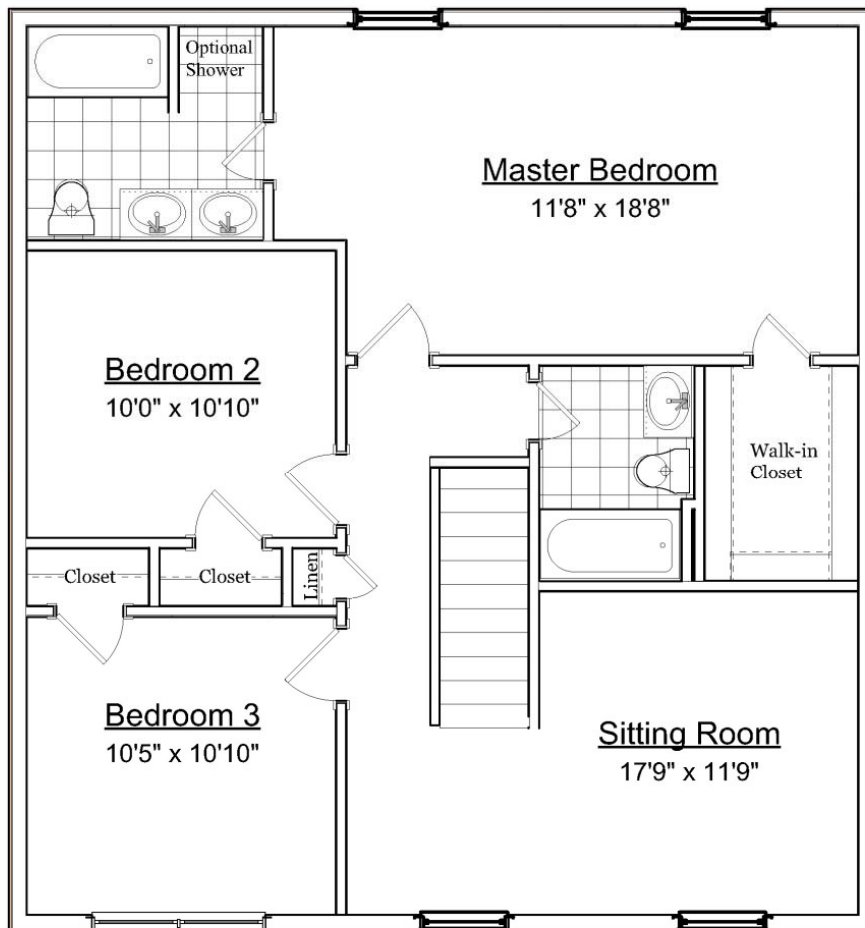 Optional
Shower
Master Bedroom
11'8" x 18'8"
Bedroom 2
10'0" x 10'10"
Walk-in
Closet
Closet
Closet
Linen
Bedroom 3
10'5" x 10'10"
Sitting Room
17'9" x 11'9"